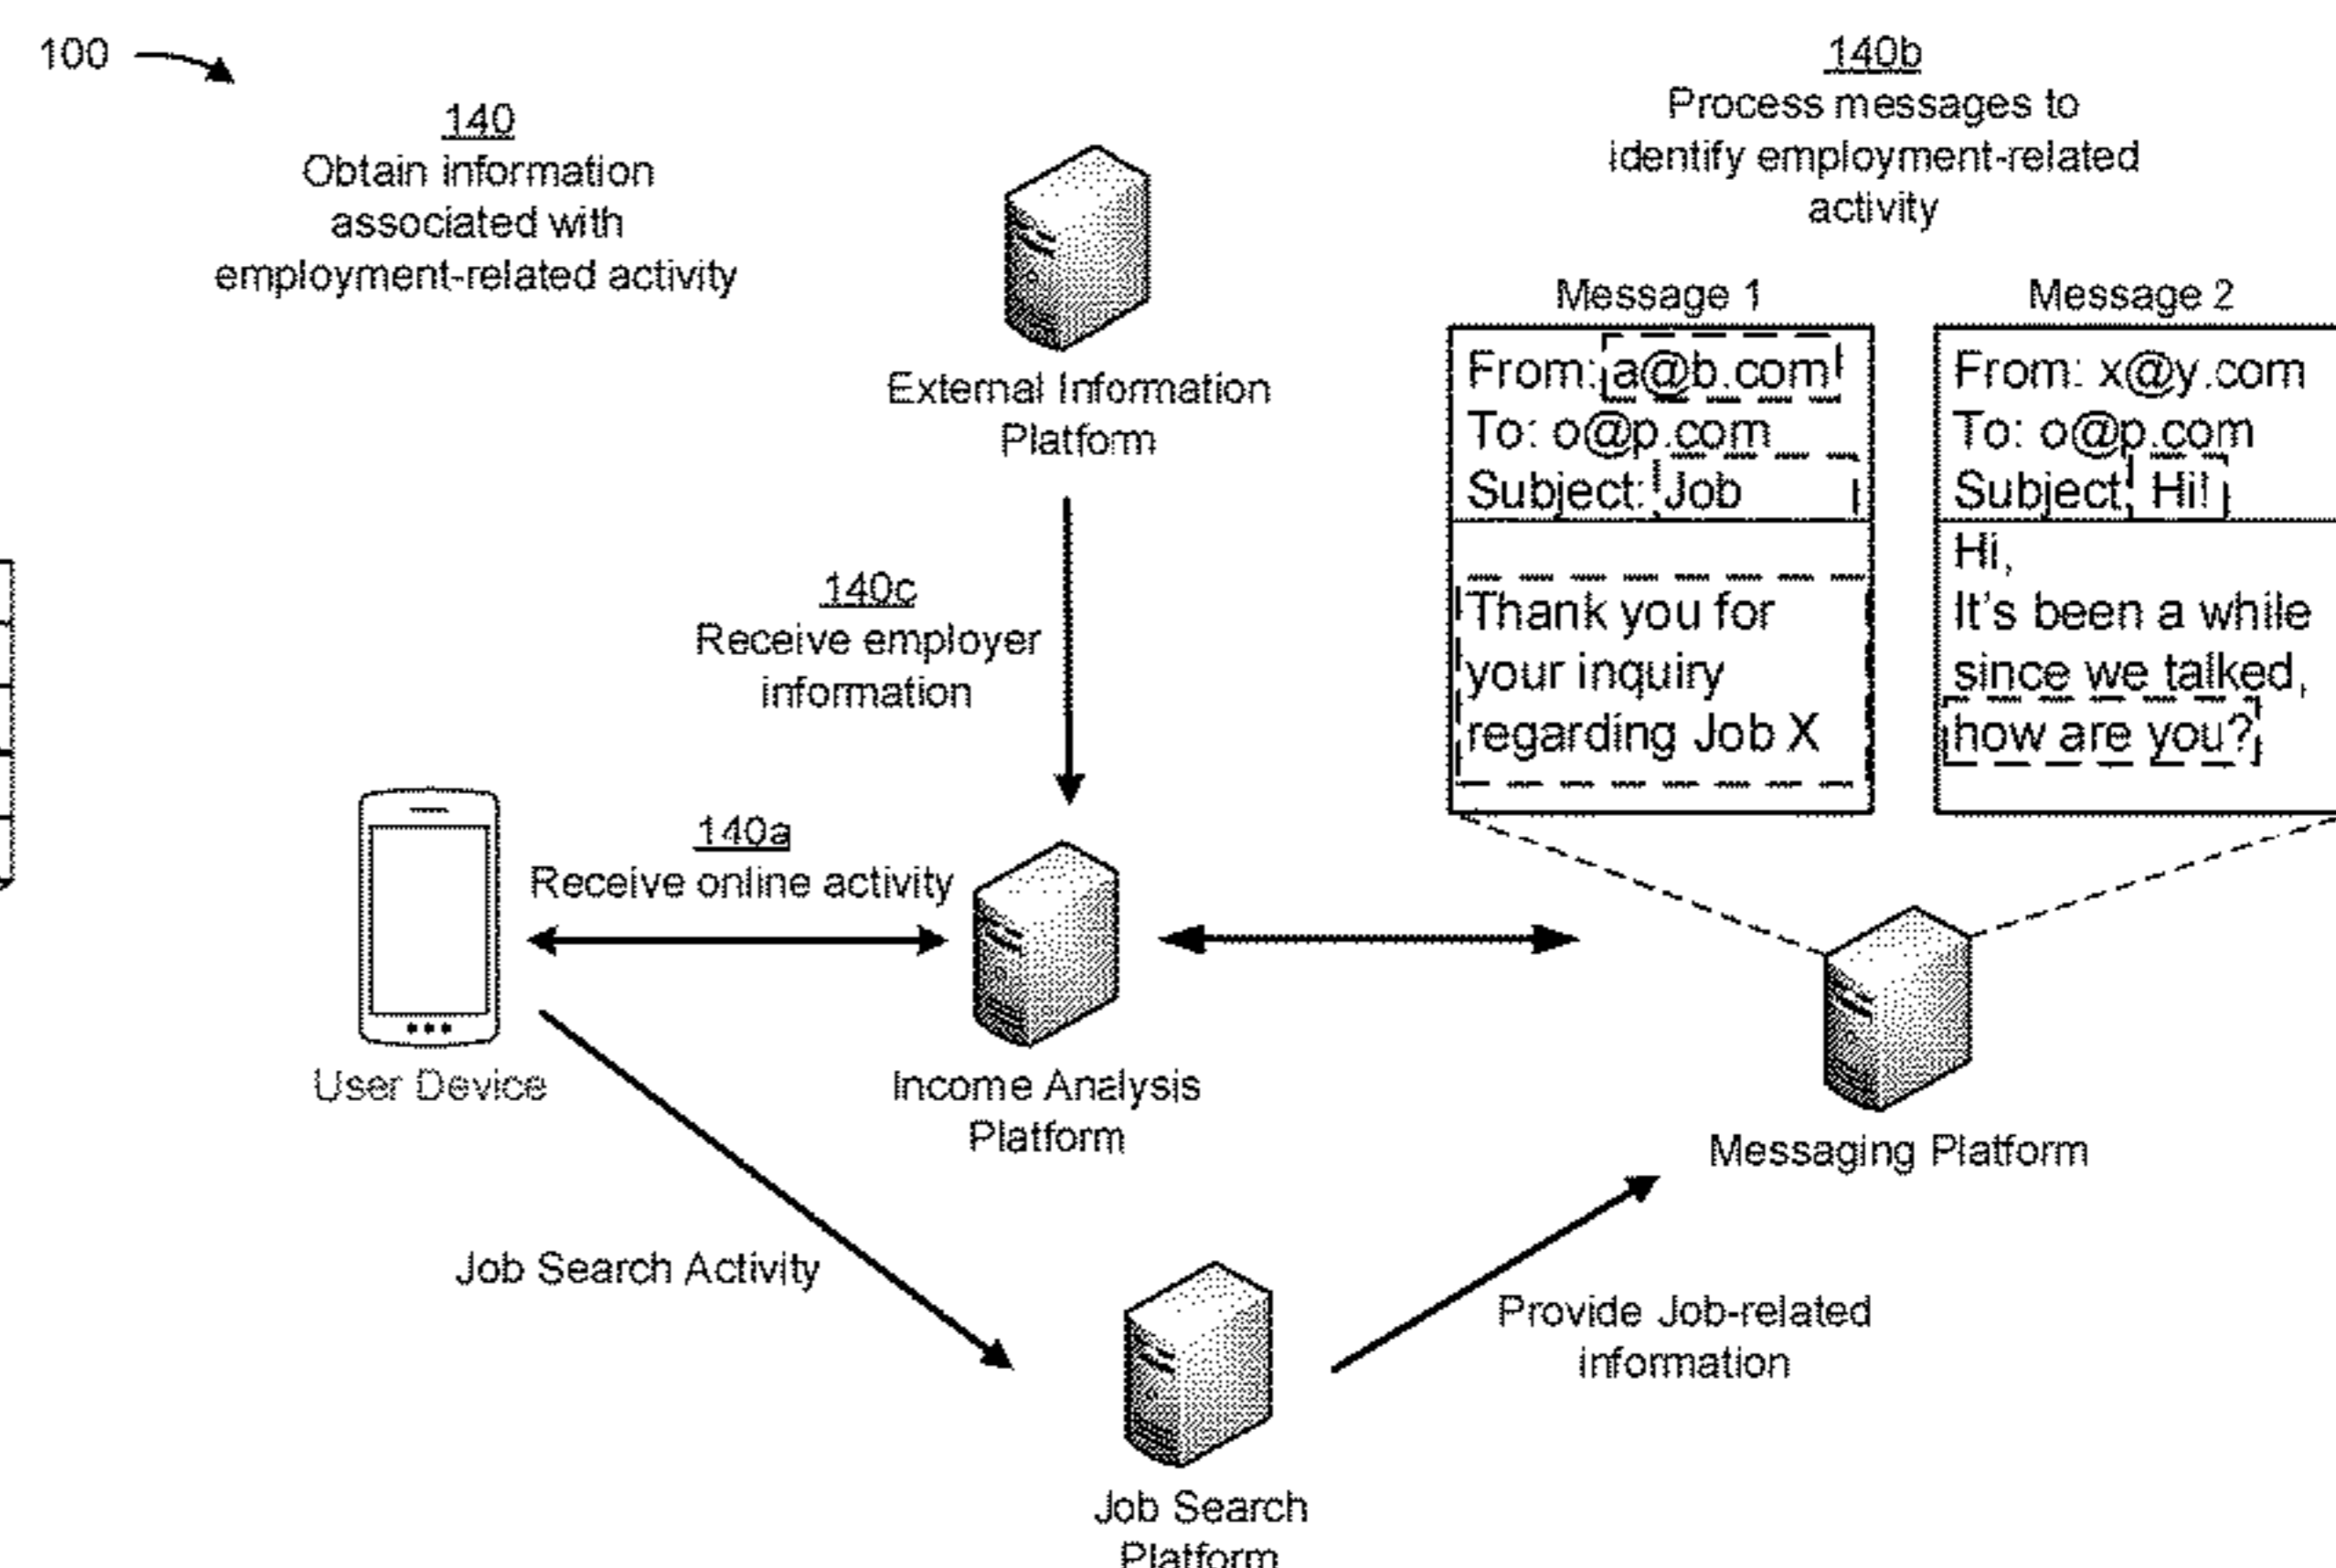 100
140
Obtain information
associated with
employment-related activity
External Information
Platform
140b
Process messages to
identify employment-related
activity
Message 1
From: a@b.com
To: o@p.com
Subject: Job
Thank you for
your inquiry
regarding Job X
Message 2
From: x@y.com
To: o@p.com
Subject: Hi!
Hi,
It's been a while
since we talked,
how are you?
140c
Receive employer
information
140a
Receive online activity
User Device
Income Analysis
Platform
Messaging Platform
Job Search Activity
Provide Job-related
information
Job Search
Platform